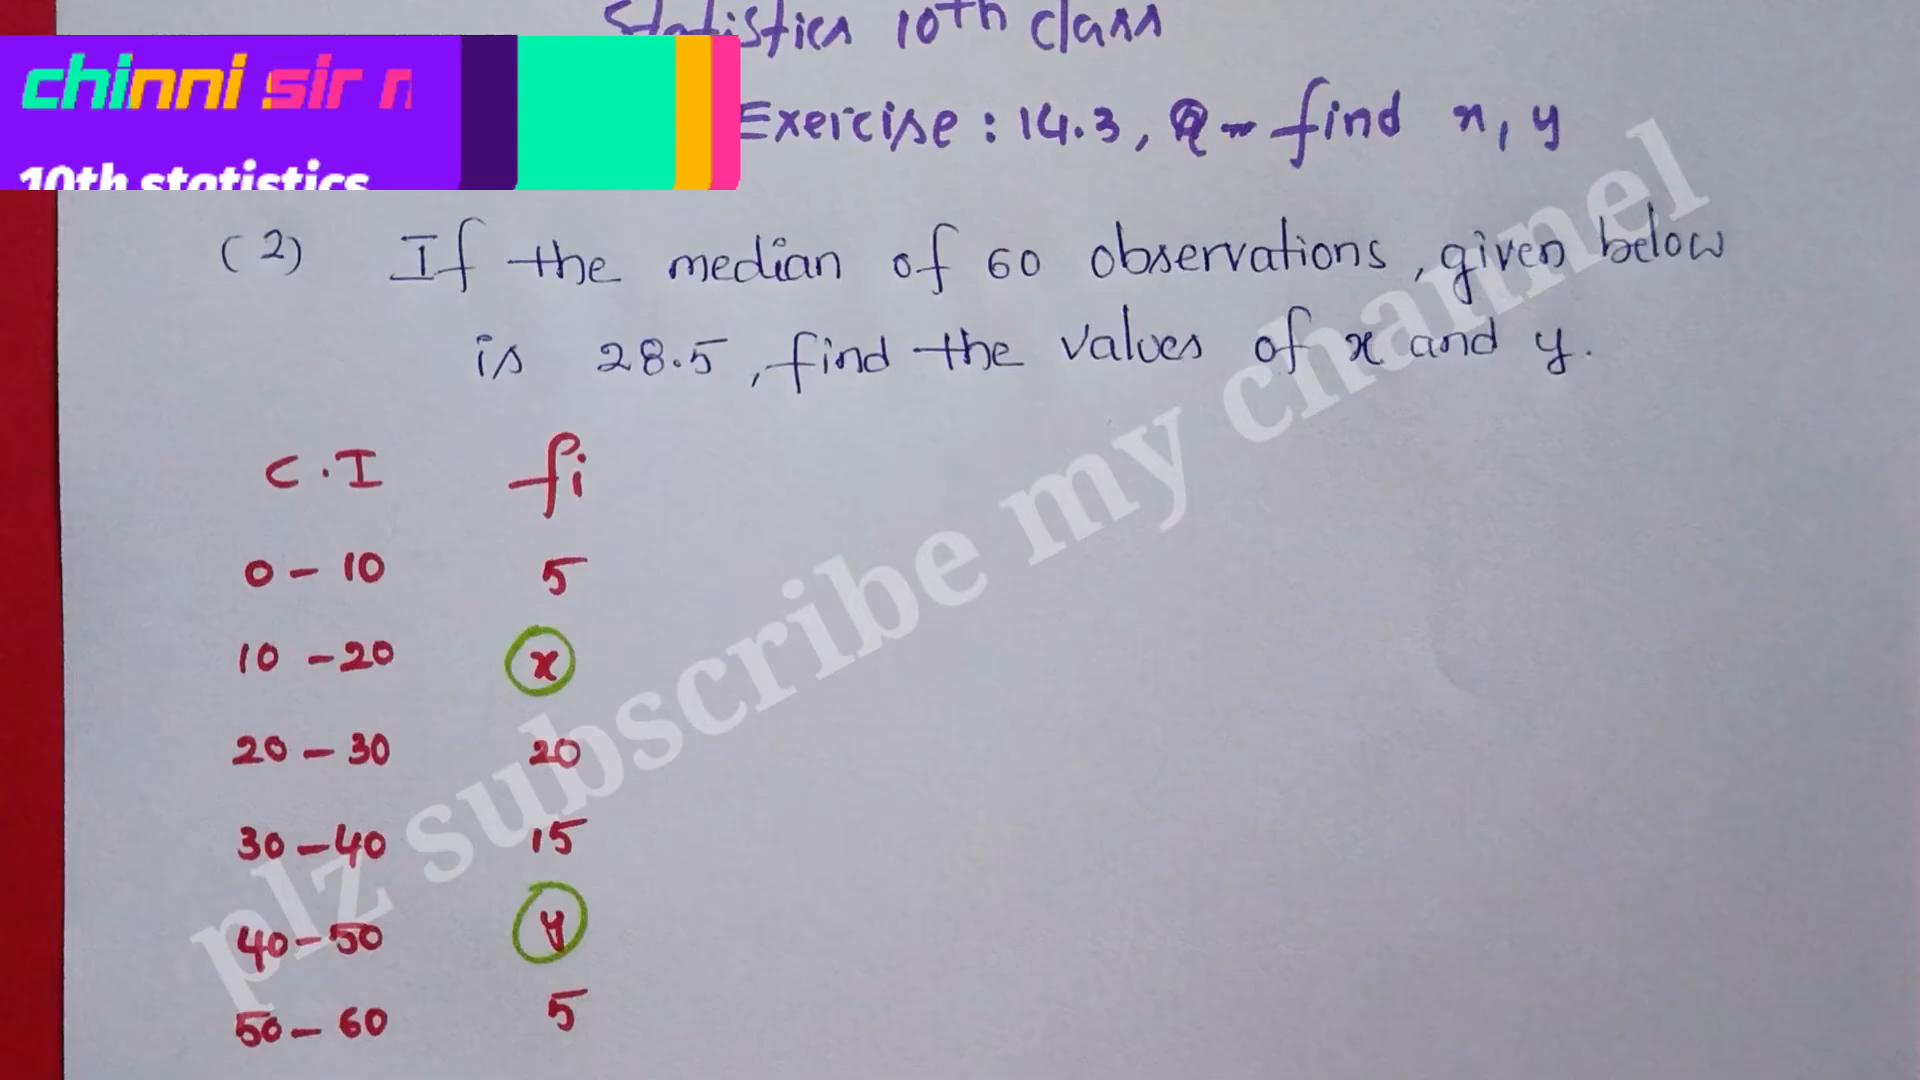 Statistics 10th class
chinni sir m
10th statistics
Exercise : 14.3, Q - find x, y
(2) If the median of 60 observations, given below
is 28.5, find the values of x and y.
C.I fi
0 - 10 5
10 - 20 x
20 - 30 20
30 - 40 15
40 - 50 y
50 - 60 5
plz subscribe my channel